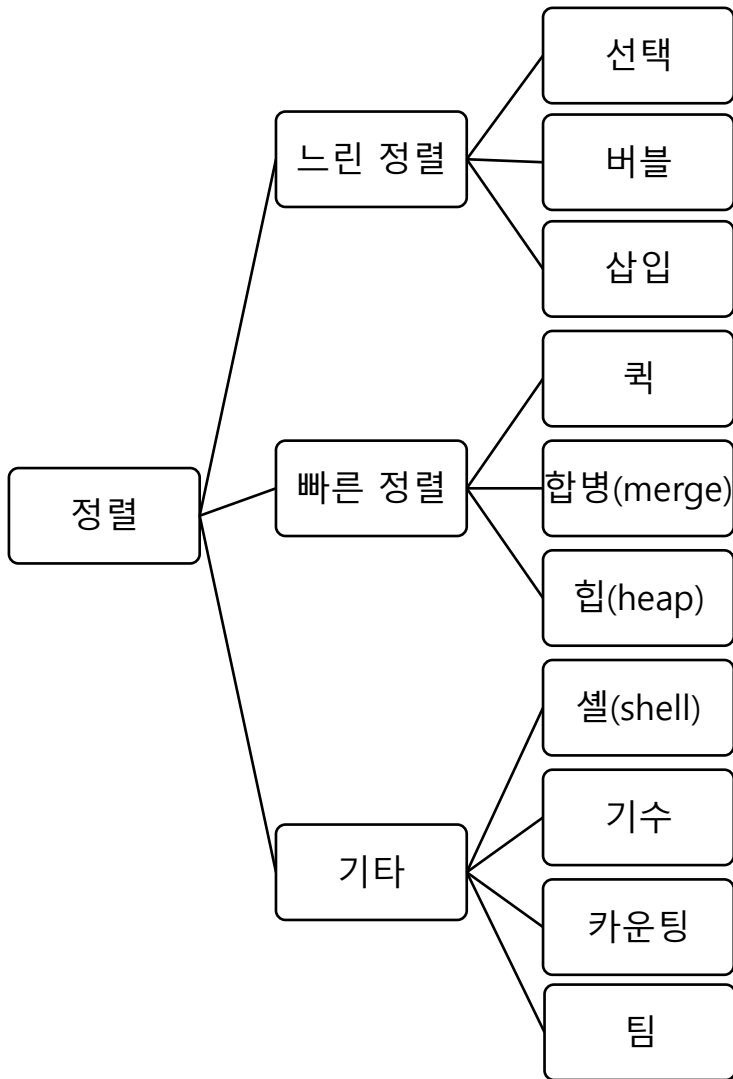 정렬
느린 정렬
선택
버블
삽입
빠른 정렬
퀵
합병(merge)
힙(heap)
기타
셸(shell)
기수
카운팅
팀